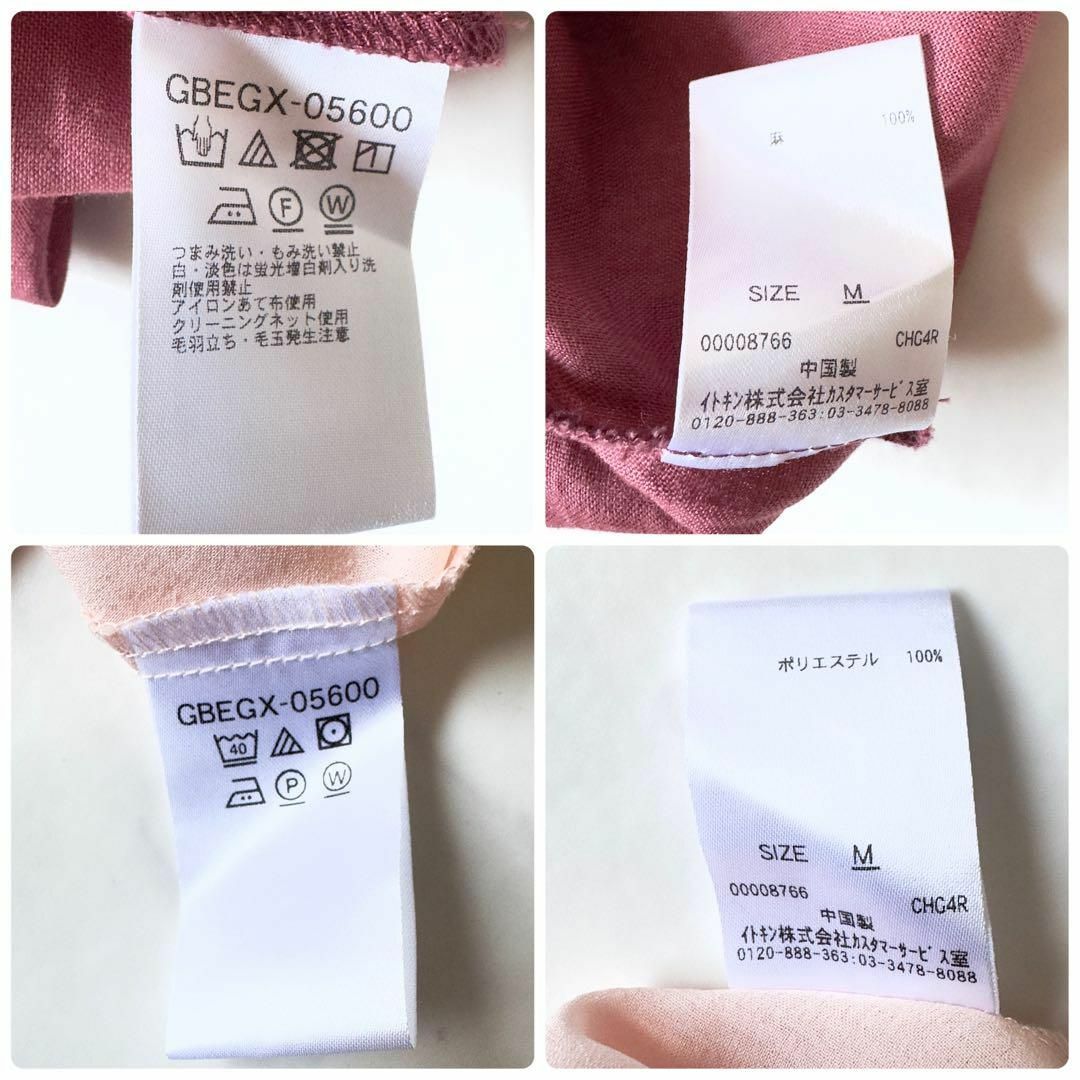 GBEGX-05600
F W
つまみ洗い・もみ洗い禁止
白・淡色は蛍光増白剤入り洗
剤使用禁止
アイロンあて布使用
クリーニングネット使用
毛羽立ち・毛玉発生注意
麻 100%
SIZE M
00008766 CHG4R
中国製
イトキン株式会社カスタマーサービス室
0120-888-363:03-3478-8088
GBEGX-05600
40
P W
ポリエステル 100%
SIZE M
00008766 CHG4R
中国製
イトキン株式会社カスタマーサービス室
0120-888-363:03-3478-8088